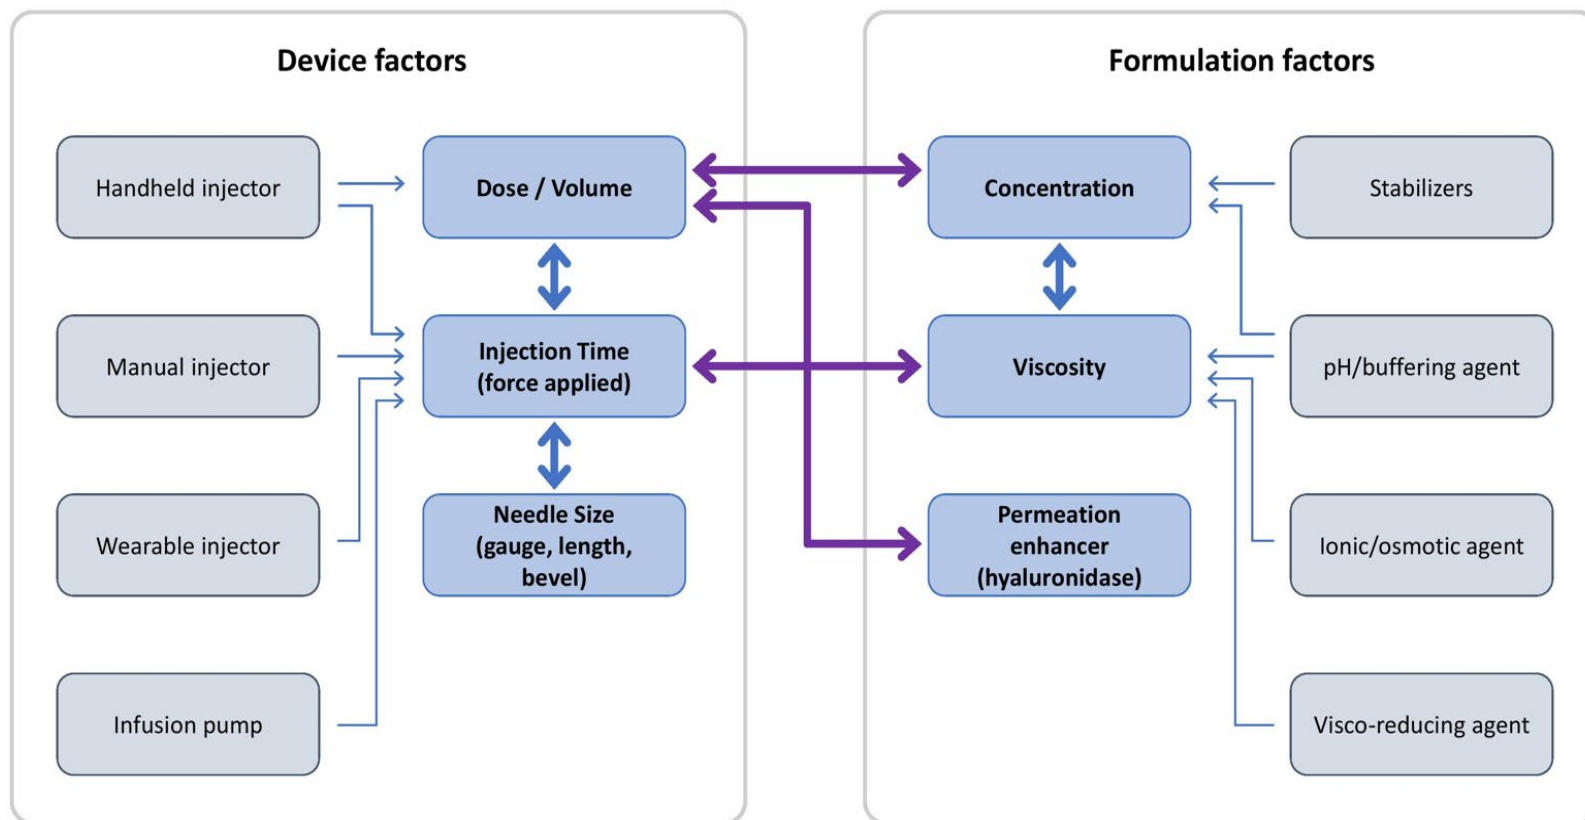 Device factors
Handheld injector
Manual injector
Wearable injector
Infusion pump
Dose / Volume
Injection Time
(force applied)
Needle Size
(gauge, length,
bevel)
Formulation factors
Concentration
Viscosity
Permeation
enhancer
(hyaluronidase)
Stabilizers
pH/buffering agent
Ionic/osmotic agent
Visco-reducing agent